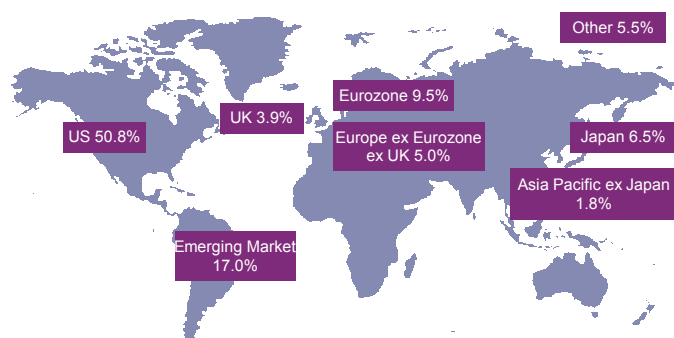 Other 5.5%
Eurozone 9.5%
UK 3.9%
US 50.8%
Europe ex Eurozone
ex UK 5.0%
Japan 6.5%
Asia Pacific ex Japan
1.8%
Emerging Market
17.0%